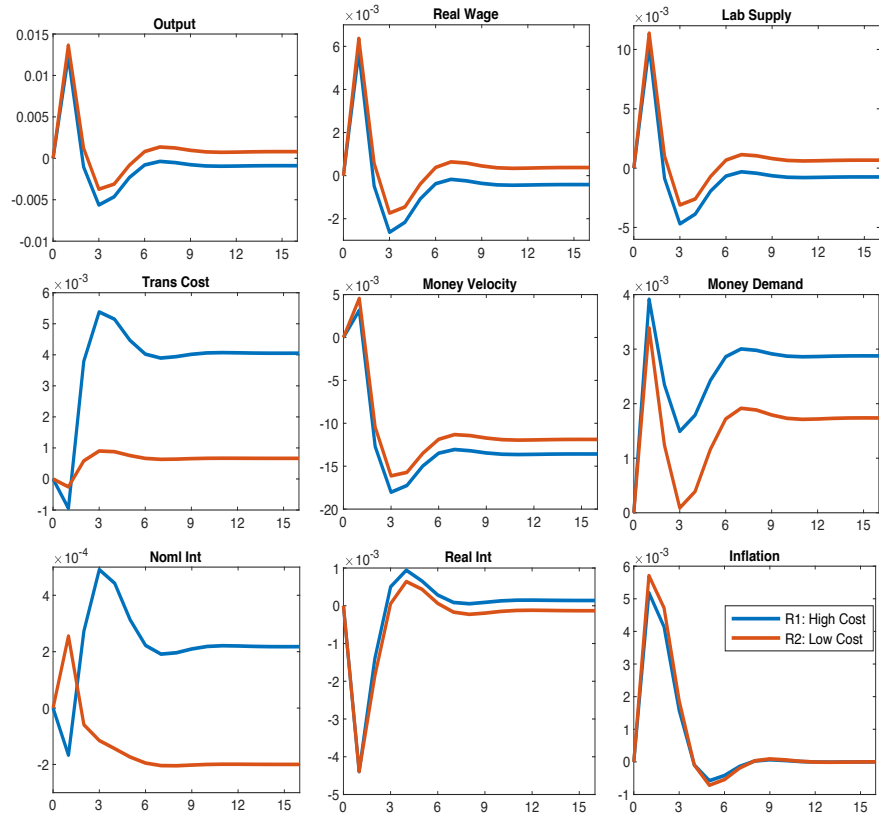 Output
0.015
0.01
0.005
0
-0.005
-0.01
0 3 6 9 12 15
× 10⁻³ Real Wage
6
4
2
0
-2
0 3 6 9 12 15
× 10⁻³ Lab Supply
10
5
0
-5
0 3 6 9 12 15
× 10⁻³ Trans Cost
6
5
4
3
2
1
0
-1
0 3 6 9 12 15
× 10⁻³ Money Velocity
5
0
-5
-10
-15
-20
0 3 6 9 12 15
× 10⁻³ Money Demand
4
3
2
1
0
0 3 6 9 12 15
× 10⁻⁴ Noml Int
4
2
0
-2
0 3 6 9 12 15
× 10⁻³ Real Int
1
0
-1
-2
-3
-4
-5
0 3 6 9 12 15
× 10⁻³ Inflation
6
5
4
3
2
1
0
-1
0 3 6 9 12 15
R1: High Cost
R2: Low Cost